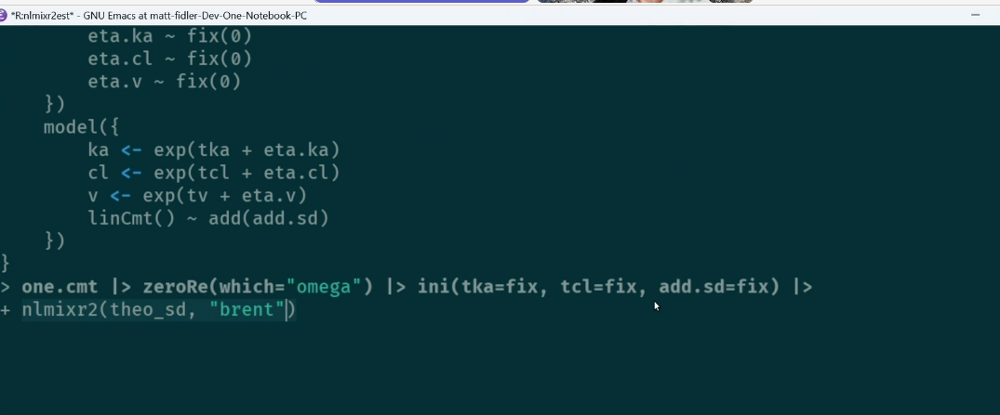 *R:nlmixr2est* - GNU Emacs at matt-fidler-Dev-One-Notebook-PC
        eta.ka ~ fix(0)
        eta.cl ~ fix(0)
        eta.v ~ fix(0)
    })
    model({
        ka <- exp(tka + eta.ka)
        cl <- exp(tcl + eta.cl)
        v <- exp(tv + eta.v)
        linCmt() ~ add(add.sd)
    })
}
> one.cmt |> zeroRe(which="omega") |> ini(tka=fix, tcl=fix, add.sd=fix) |>
+ nlmixr2(theo_sd, "brent")